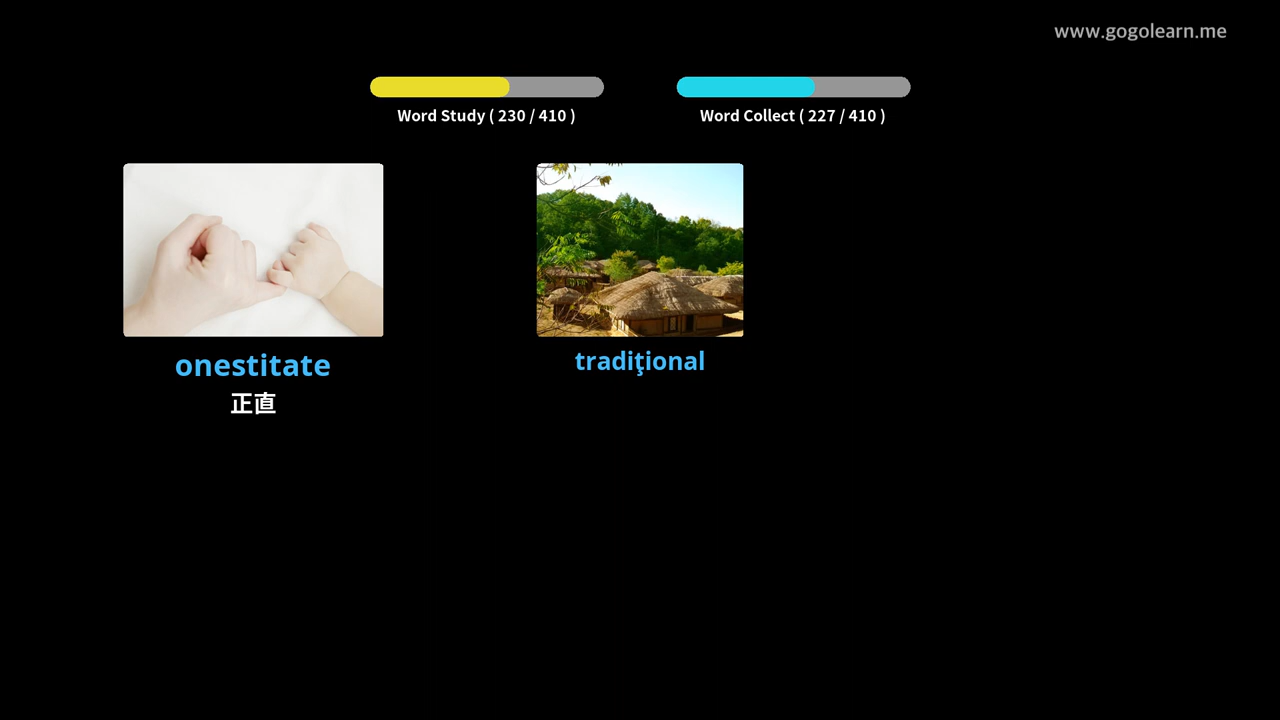 www.gogolearn.me
Word Study ( 230 / 410 )
Word Collect ( 227 / 410 )
onestitate
正直
tradiţional